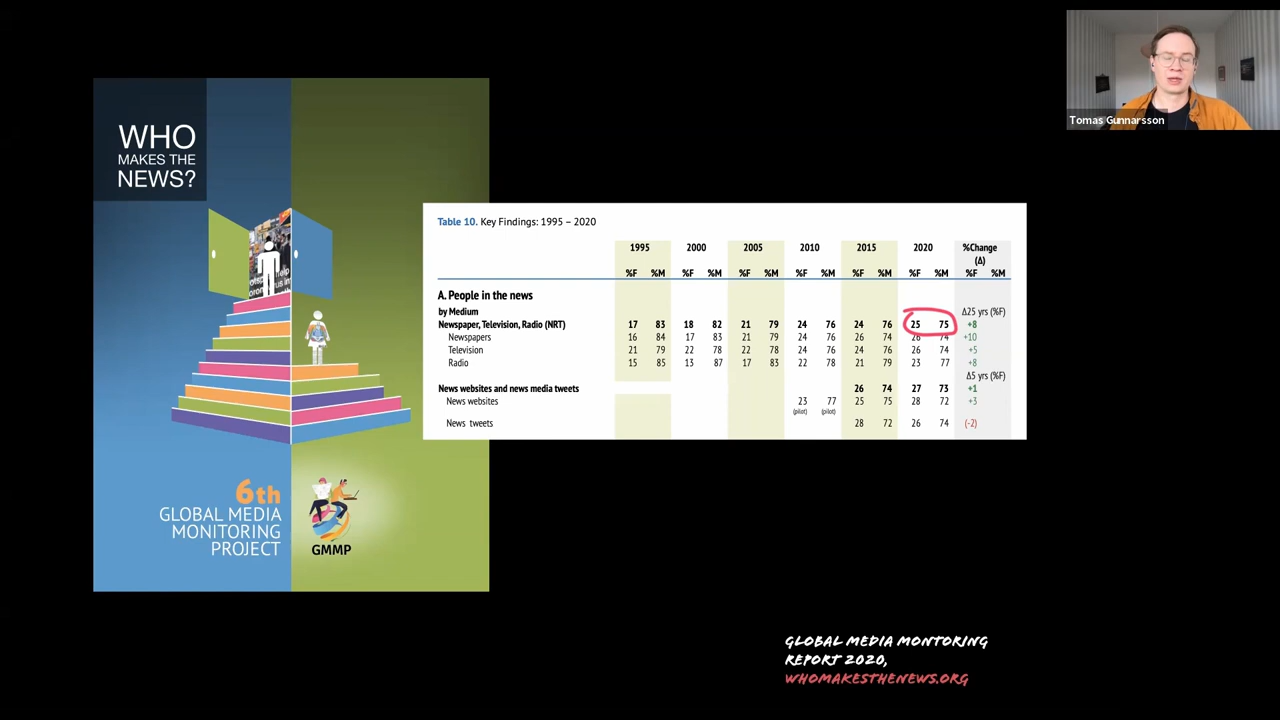 Tomas Gunnarsson
WHO
MAKES THE
NEWS?
6th
GLOBAL MEDIA
MONITORING
PROJECT
GMMP
Table 10. Key Findings: 1995 – 2020
1995 2000 2005 2010 2015 2020 %Change
(Δ)
%F %M %F %M %F %M %F %M %F %M %F %M %F %M
A. People in the news
by Medium Δ25 yrs (%F)
Newspaper, Television, Radio (NRT) 17 83 18 82 21 79 24 76 24 76 25 75 +8
Newspapers 16 84 17 83 21 79 24 76 26 74 26 74 +10
Television 21 79 22 78 22 78 24 76 24 76 26 74 +5
Radio 15 85 13 87 17 83 22 78 21 79 23 77 +8
Δ5 yrs (%F)
News websites and news media tweets 26 74 27 73 +1
News websites 23 77 25 75 28 72 +3
(pilot) (pilot)
News tweets 28 72 26 74 (-2)
GLOBAL MEDIA MONTORING
REPORT 2020,
WHOMAKESTHENEWS.ORG